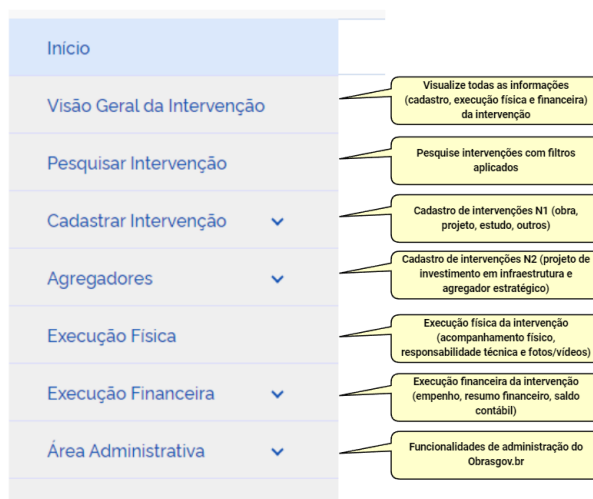 Início
Visão Geral da Intervenção
Visualize todas as informações
(cadastro, execução física e financeira)
da intervenção
Pesquisar Intervenção
Pesquise intervenções com filtros
aplicados
Cadastrar Intervenção
Cadastro de intervenções N1 (obra,
projeto, estudo, outros)
Agregadores
Cadastro de intervenções N2 (projeto de
investimento em infraestrutura e
agregador estratégico)
Execução Física
Execução física da intervenção
(acompanhamento físico,
responsabilidade técnica e fotos/vídeos)
Execução Financeira
Execução financeira da intervenção
(empenho, resumo financeiro, saldo
contábil)
Área Administrativa
Funcionalidades de administração do
Obrasgov.br